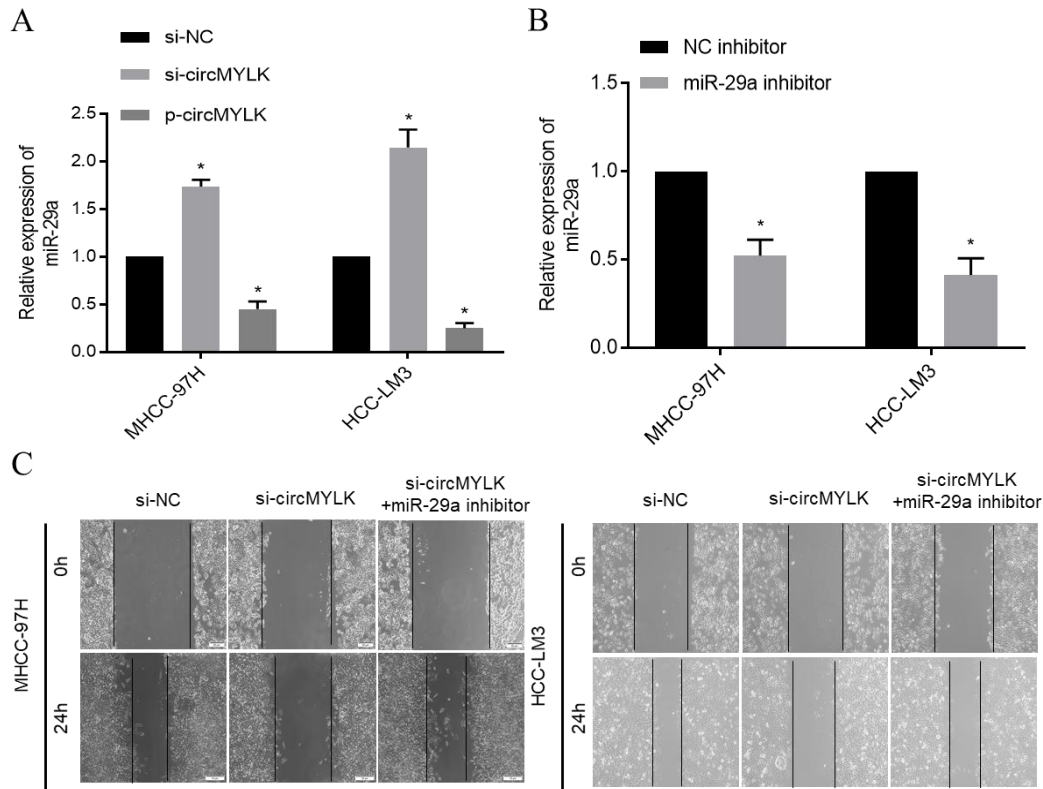 A
si-NC
si-circMYLK
p-circMYLK
Relative expression of
miR-29a
2.5
2.0
1.5
1.0
0.5
0.0
*
*
*
*
MHCC-97H
HCC-LM3
B
NC inhibitor
miR-29a inhibitor
Relative expression of
miR-29a
1.5
1.0
0.5
0.0
*
*
MHCC-97H
HCC-LM3
C
si-NC
si-circMYLK
si-circMYLK
+miR-29a inhibitor
MHCC-97H
0h
24h
si-NC
si-circMYLK
si-circMYLK
+miR-29a inhibitor
HCC-LM3
0h
24h